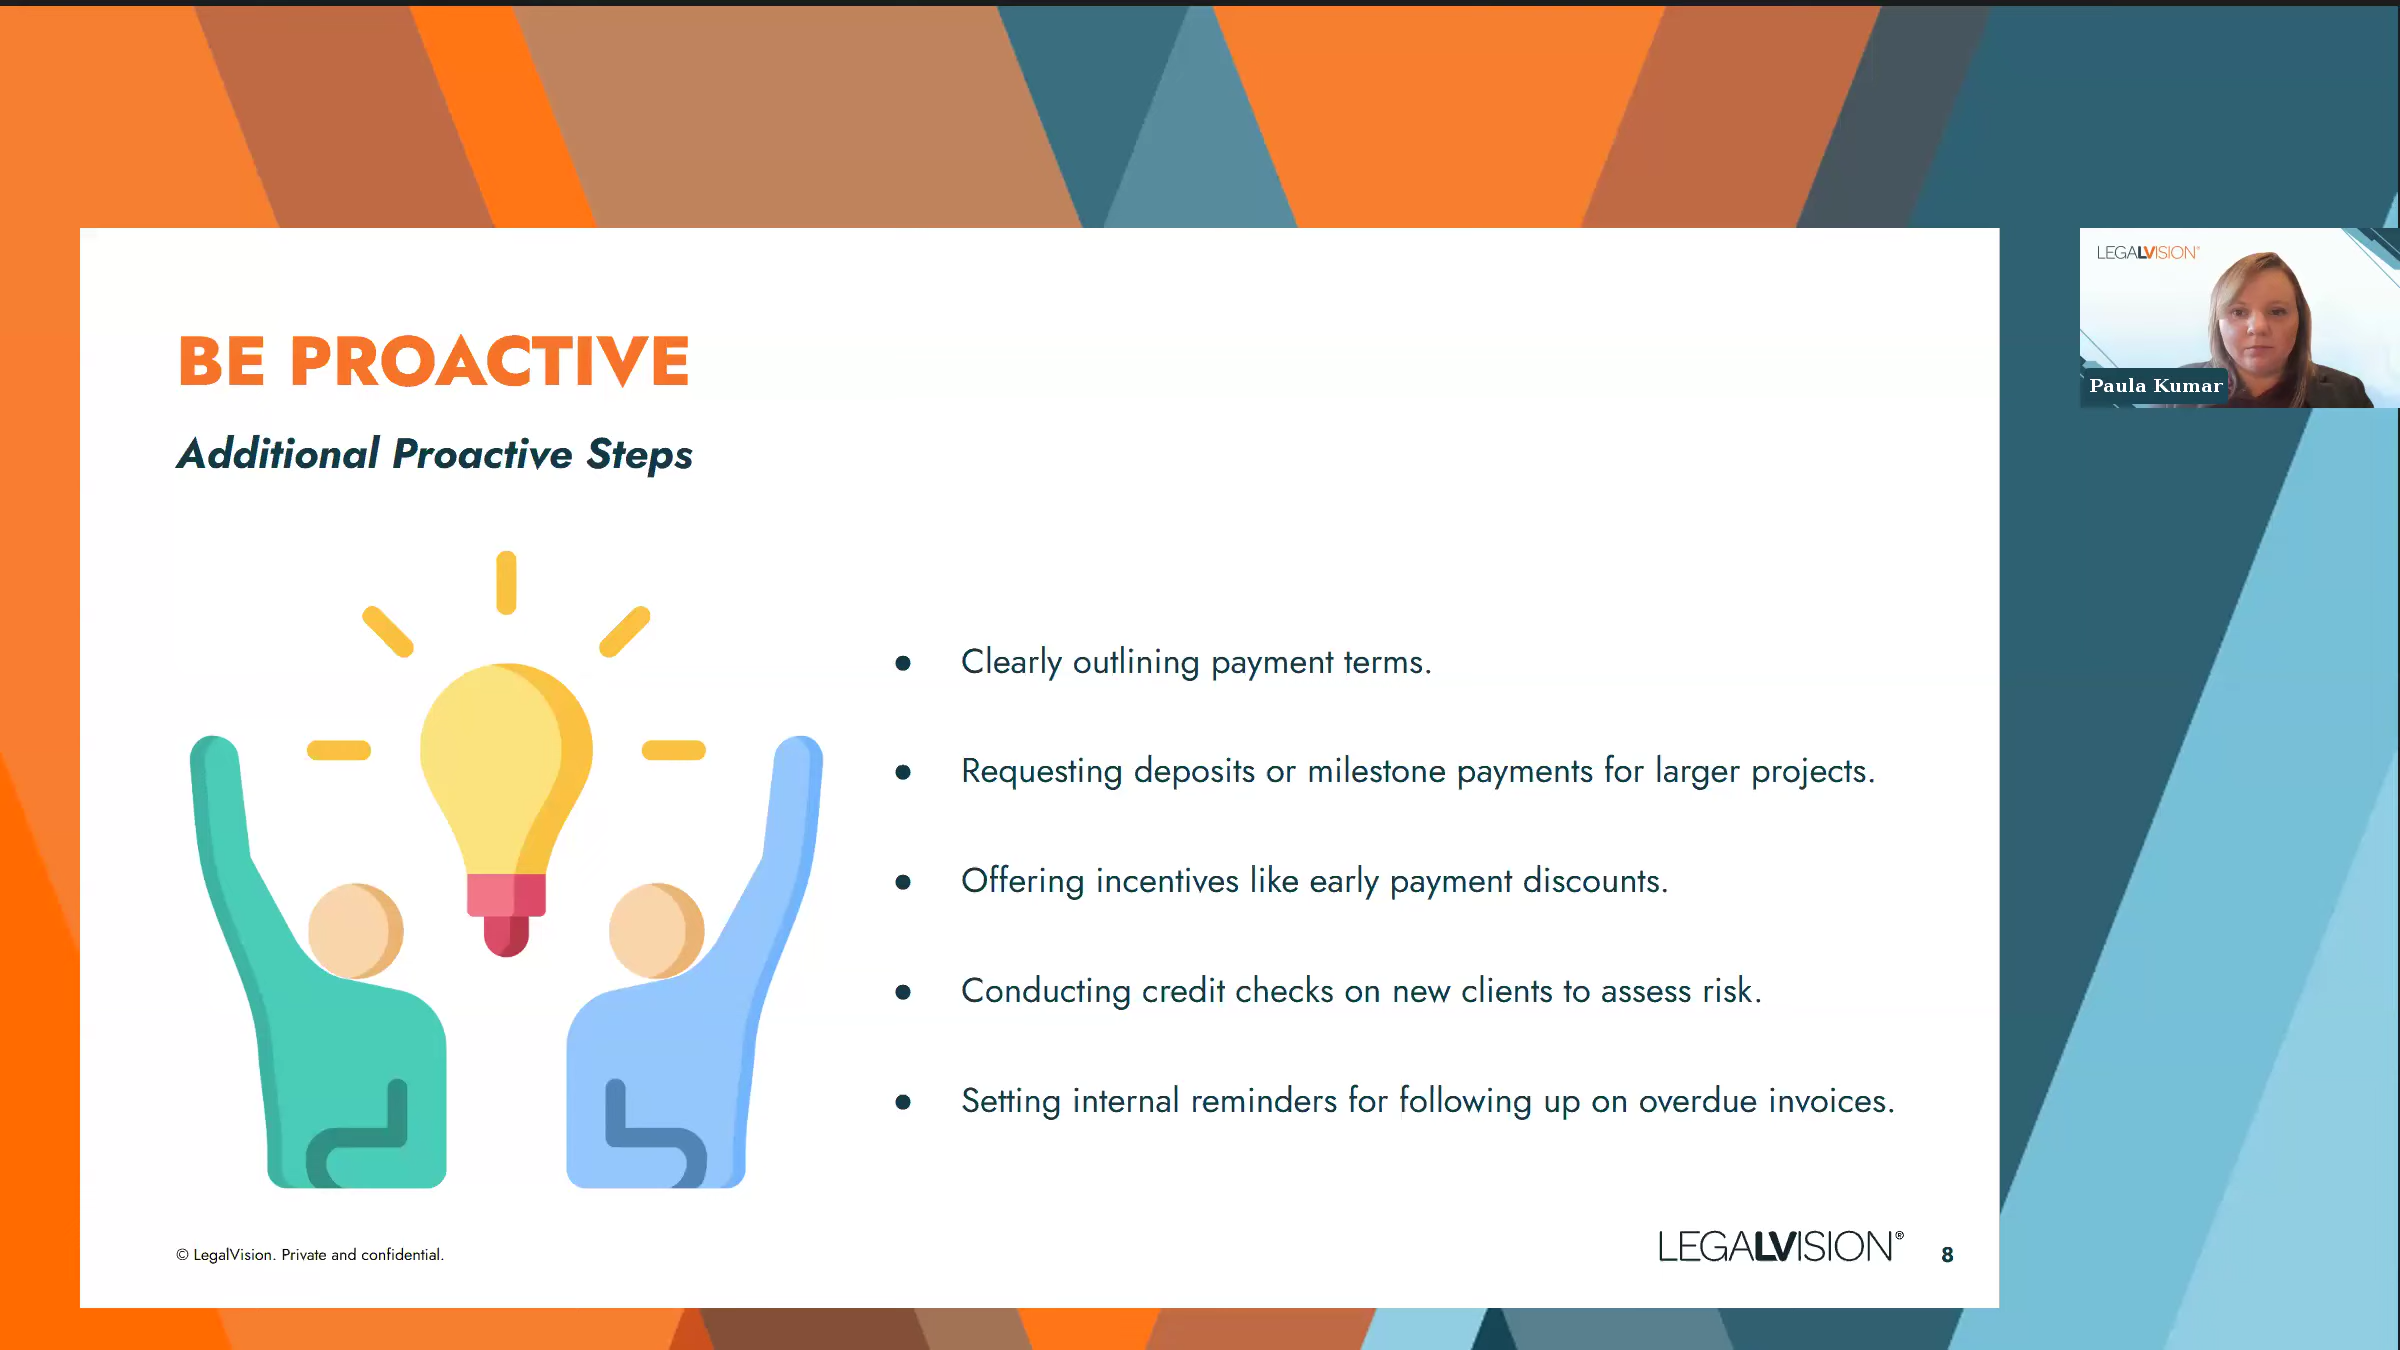 BE PROACTIVE
Additional Proactive Steps
LEGALVISION®
Paula Kumar
● Clearly outlining payment terms.
● Requesting deposits or milestone payments for larger projects.
● Offering incentives like early payment discounts.
● Conducting credit checks on new clients to assess risk.
● Setting internal reminders for following up on overdue invoices.
© LegalVision. Private and confidential.
LEGALVISION®
8